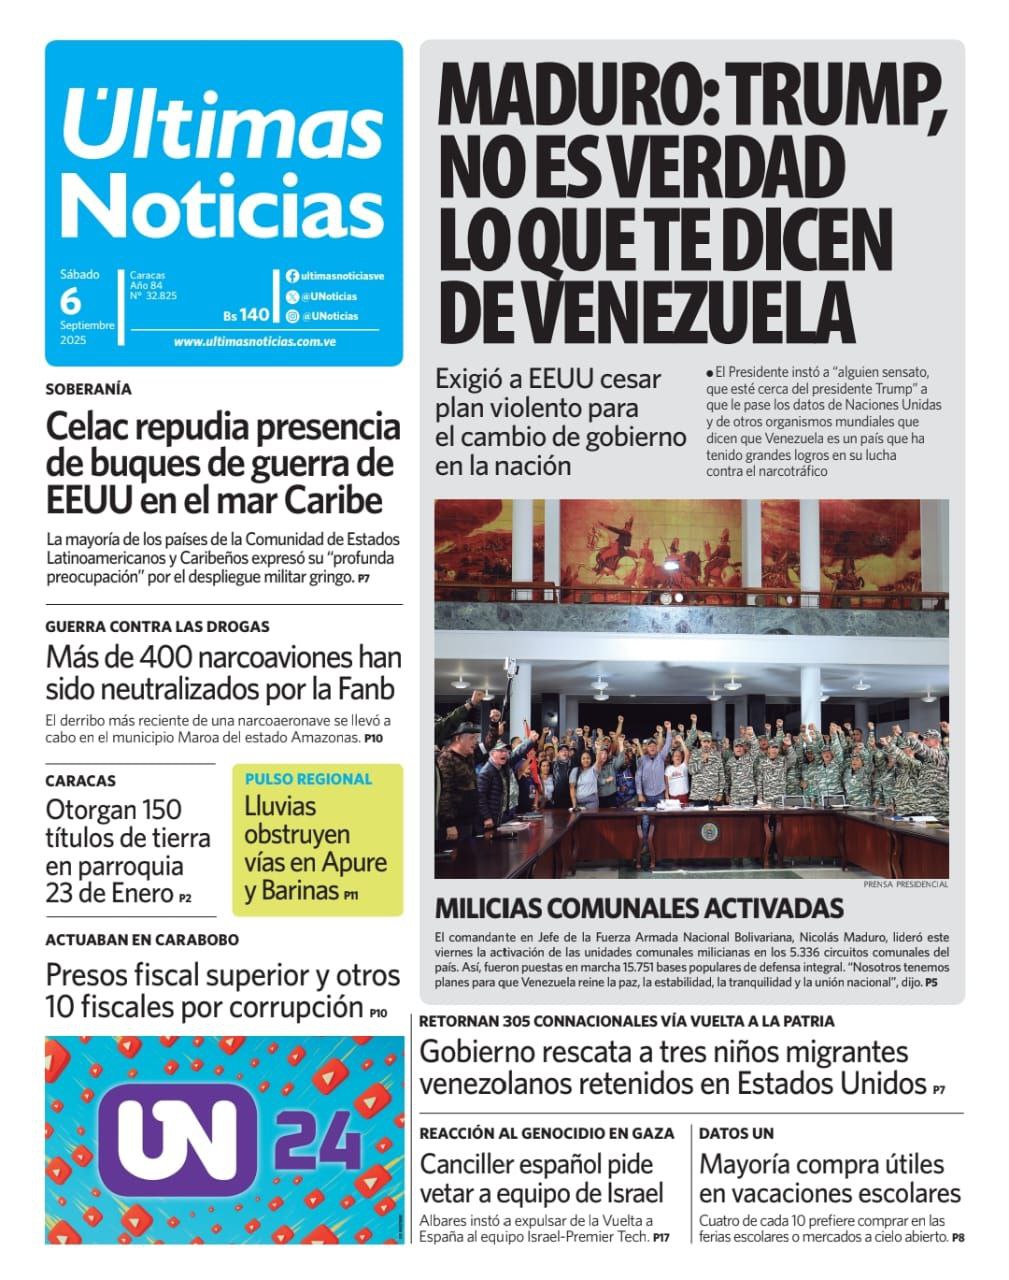 Últimas
Noticias
Sábado
6
Septiembre
2025
Caracas
Año 84
N° 32.825
Bs 140
ultimasnoticiasve
@UNoticias
@UNoticias
www.ultimasnoticias.com.ve
MADURO: TRUMP,
NO ES VERDAD
LO QUE TE DICEN
DE VENEZUELA
Exigió a EEUU cesar
plan violento para
el cambio de gobierno
en la nación
• El Presidente instó a “alguien sensato,
que esté cerca del presidente Trump” a
que le pase los datos de Naciones Unidas
y de otros organismos mundiales que
dicen que Venezuela es un país que ha
tenido grandes logros en su lucha
contra el narcotráfico
PRENSA PRESIDENCIAL
MILICIAS COMUNALES ACTIVADAS
El comandante en Jefe de la Fuerza Armada Nacional Bolivariana, Nicolás Maduro, lideró este
viernes la activación de las unidades comunales milicianas en los 5.336 circuitos comunales del
país. Así, fueron puestas en marcha 15.751 bases populares de defensa integral. “Nosotros tenemos
planes para que Venezuela reine la paz, la estabilidad, la tranquilidad y la unión nacional”, dijo. P5
SOBERANÍA
Celac repudia presencia
de buques de guerra de
EEUU en el mar Caribe
La mayoría de los países de la Comunidad de Estados
Latinoamericanos y Caribeños expresó su “profunda
preocupación” por el despliegue militar gringo. P7
GUERRA CONTRA LAS DROGAS
Más de 400 narcoaviones han
sido neutralizados por la Fanb
El derribo más reciente de una narcoaeronave se llevó a
cabo en el municipio Maroa del estado Amazonas. P10
CARACAS
Otorgan 150
títulos de tierra
en parroquia
23 de Enero P2
PULSO REGIONAL
Lluvias
obstruyen
vías en Apure
y Barinas P11
ACTUABAN EN CARABOBO
Presos fiscal superior y otros
10 fiscales por corrupción P10
UN 24
RETORNAN 305 CONNACIONALES VÍA VUELTA A LA PATRIA
Gobierno rescata a tres niños migrantes
venezolanos retenidos en Estados Unidos P7
REACCIÓN AL GENOCIDIO EN GAZA
Canciller español pide
vetar a equipo de Israel
Albares instó a expulsar de la Vuelta a
España al equipo Israel-Premier Tech. P17
DATOS UN
Mayoría compra útiles
en vacaciones escolares
Cuatro de cada 10 prefiere comprar en las
ferias escolares o mercados a cielo abierto. P8